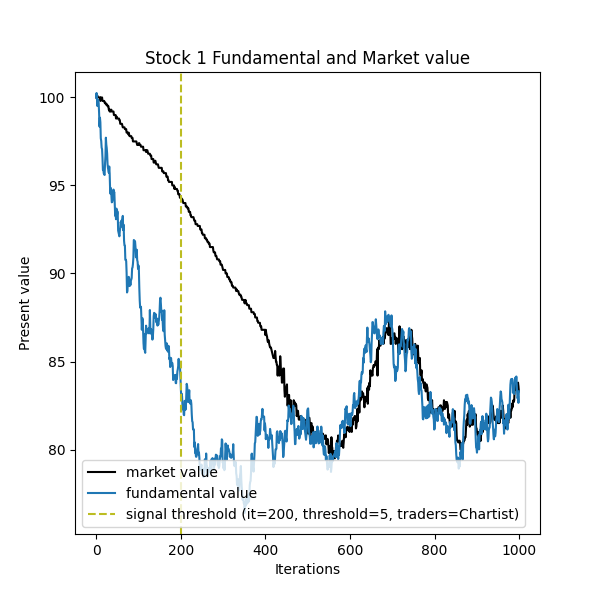 Stock 1 Fundamental and Market value
Present value
100
95
90
85
80
market value
fundamental value
signal threshold (it=200, threshold=5, traders=Chartist)
0
200
400
600
800
1000
Iterations